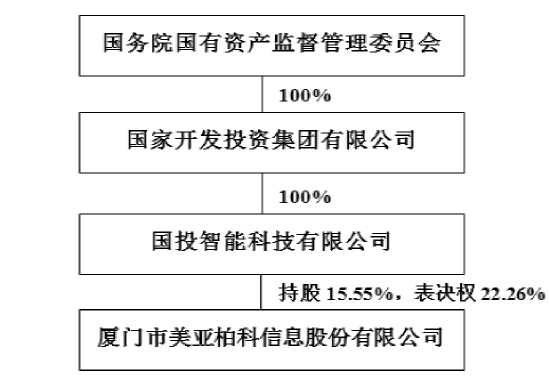 国务院国有资产监督管理委员会
100%
国家开发投资集团有限公司
100%
国投智能科技有限公司
持股 15.55%，表决权 22.26%
厦门市美亚柏科信息股份有限公司